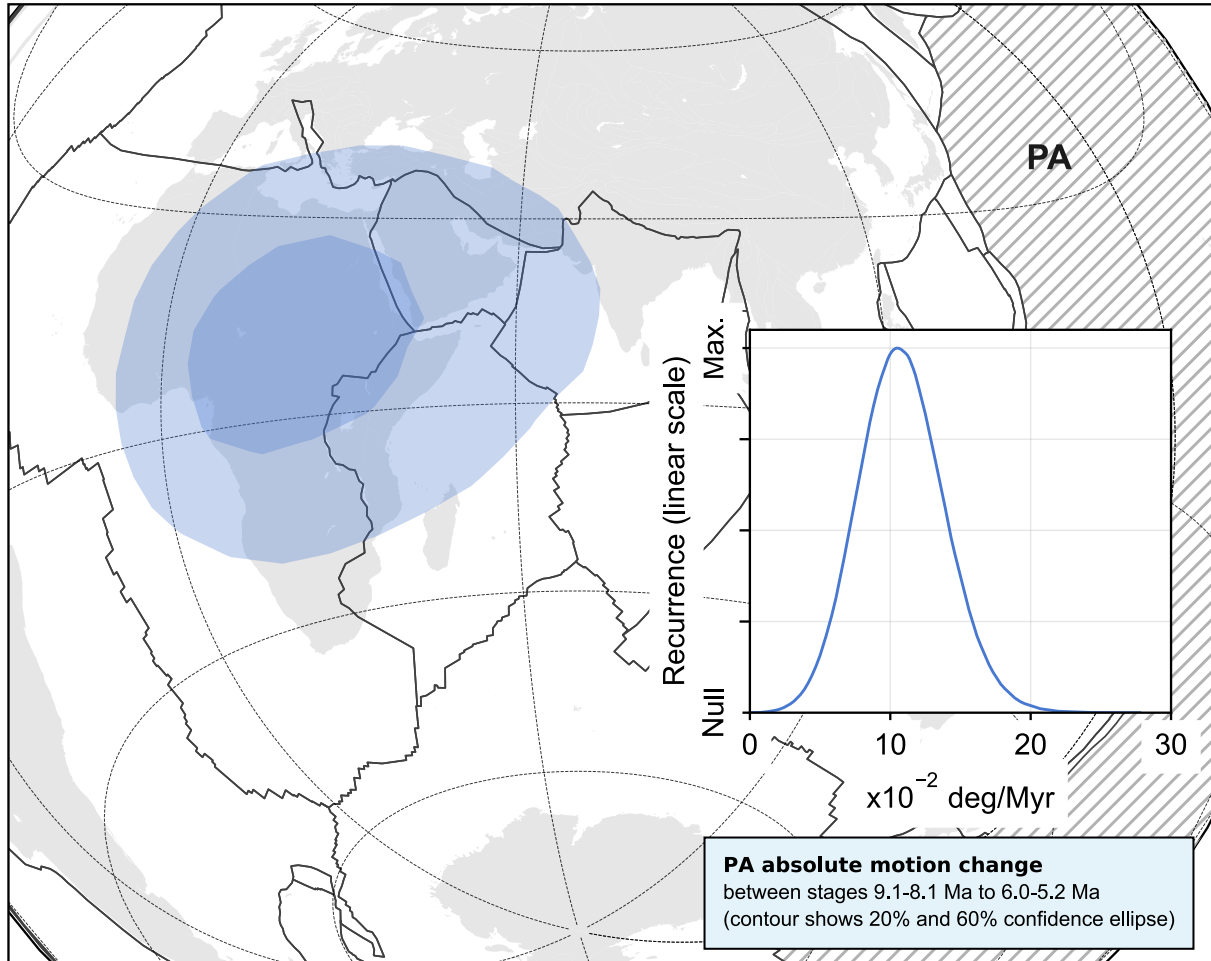 PA
Recurrence (linear scale)
Max.
Null
0 10 20 30
x10⁻² deg/Myr
PA absolute motion change
between stages 9.1-8.1 Ma to 6.0-5.2 Ma
(contour shows 20% and 60% confidence ellipse)